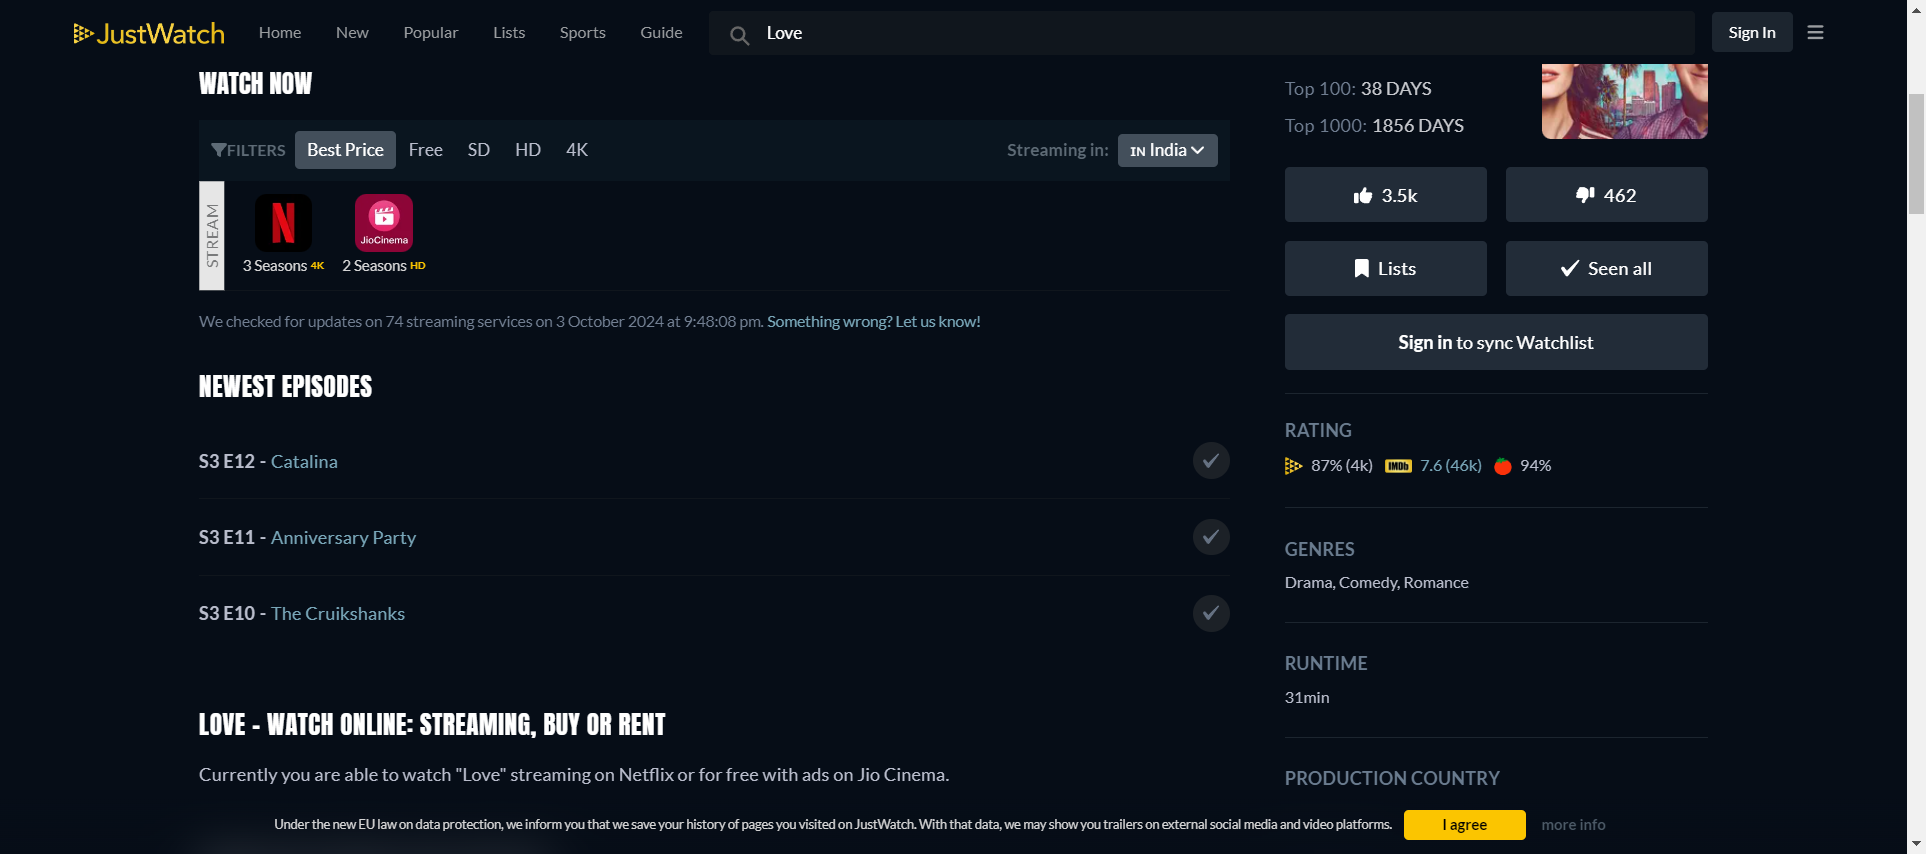 JustWatch Home New Popular Lists Sports Guide Love Sign In
WATCH NOW
FILTERS Best Price Free SD HD 4K Streaming in: IN India
STREAM
JioCinema
3 Seasons 4K 2 Seasons HD
We checked for updates on 74 streaming services on 3 October 2024 at 9:48:08 pm. Something wrong? Let us know!
NEWEST EPISODES
S3 E12 - Catalina
S3 E11 - Anniversary Party
S3 E10 - The Cruikshanks
LOVE - WATCH ONLINE: STREAMING, BUY OR RENT
Currently you are able to watch "Love" streaming on Netflix or for free with ads on Jio Cinema.
Top 100: 38 DAYS
Top 1000: 1856 DAYS
3.5k 462
Lists Seen all
Sign in to sync Watchlist
RATING
87% (4k) IMDb 7.6 (46k) 94%
GENRES
Drama, Comedy, Romance
RUNTIME
31min
PRODUCTION COUNTRY
Under the new EU law on data protection, we inform you that we save your history of pages you visited on JustWatch. With that data, we may show you trailers on external social media and video platforms. I agree more info